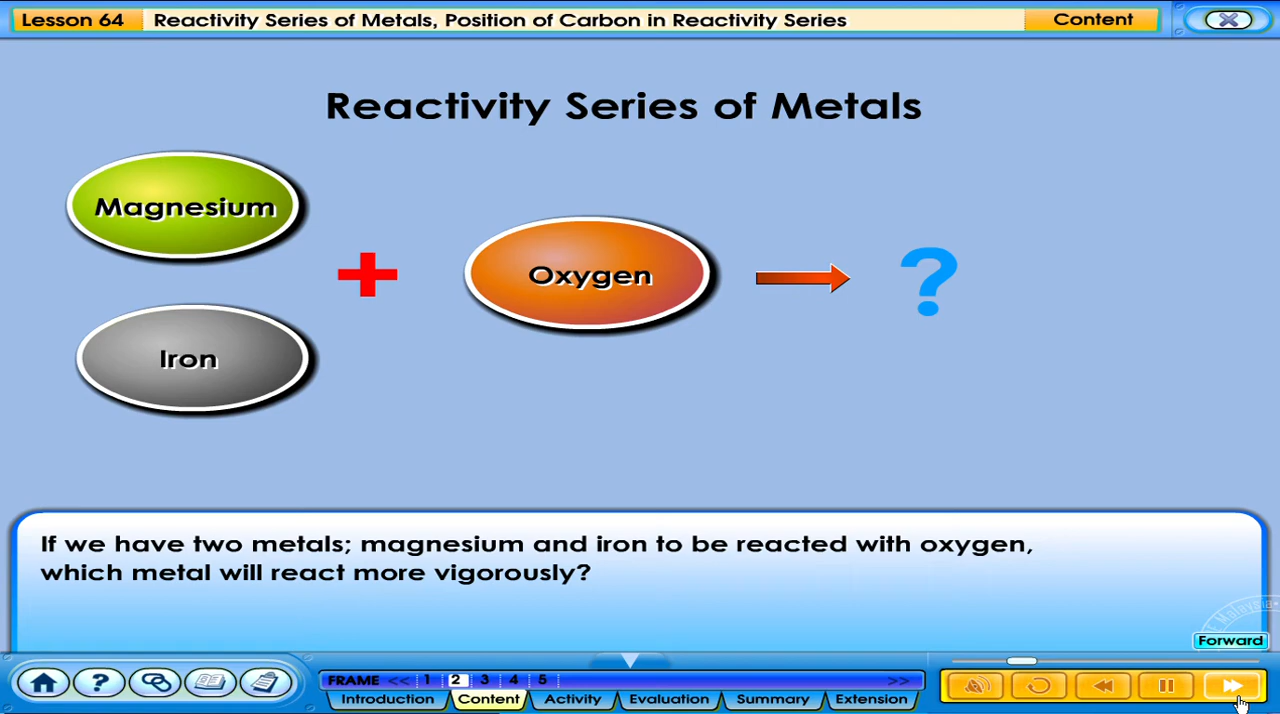 Lesson 64 Reactivity Series of Metals, Position of Carbon in Reactivity Series Content
Reactivity Series of Metals
Magnesium
Oxygen
?
+
Iron
If we have two metals; magnesium and iron to be reacted with oxygen,
which metal will react more vigorously?
Malaysia
Forward
? FRAME << 1 2 3 4 5 >>
Introduction Content Activity Evaluation Summary Extension